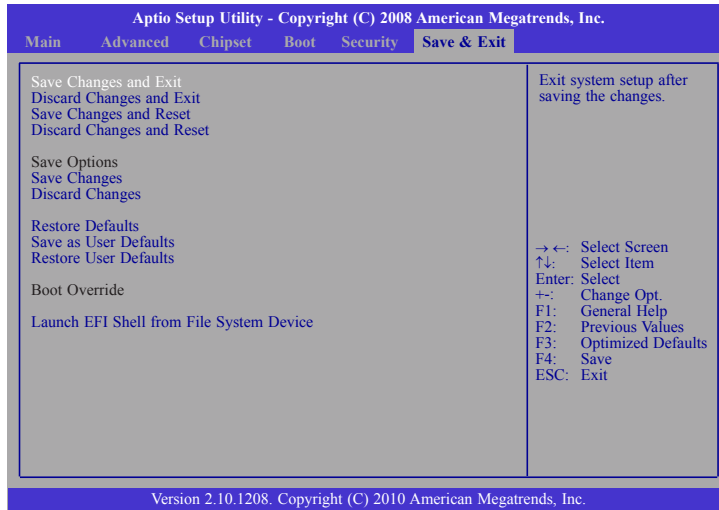 Aptio Setup Utility - Copyright (C) 2008 American Megatrends, Inc.
Main Advanced Chipset Boot Security Save & Exit
Save Changes and Exit
Discard Changes and Exit
Save Changes and Reset
Discard Changes and Reset
Save Options
Save Changes
Discard Changes
Restore Defaults
Save as User Defaults
Restore User Defaults
Boot Override
Launch EFI Shell from File System Device
Exit system setup after
saving the changes.
→←: Select Screen
↑↓: Select Item
Enter: Select
+-: Change Opt.
F1: General Help
F2: Previous Values
F3: Optimized Defaults
F4: Save
ESC: Exit
Version 2.10.1208. Copyright (C) 2010 American Megatrends, Inc.